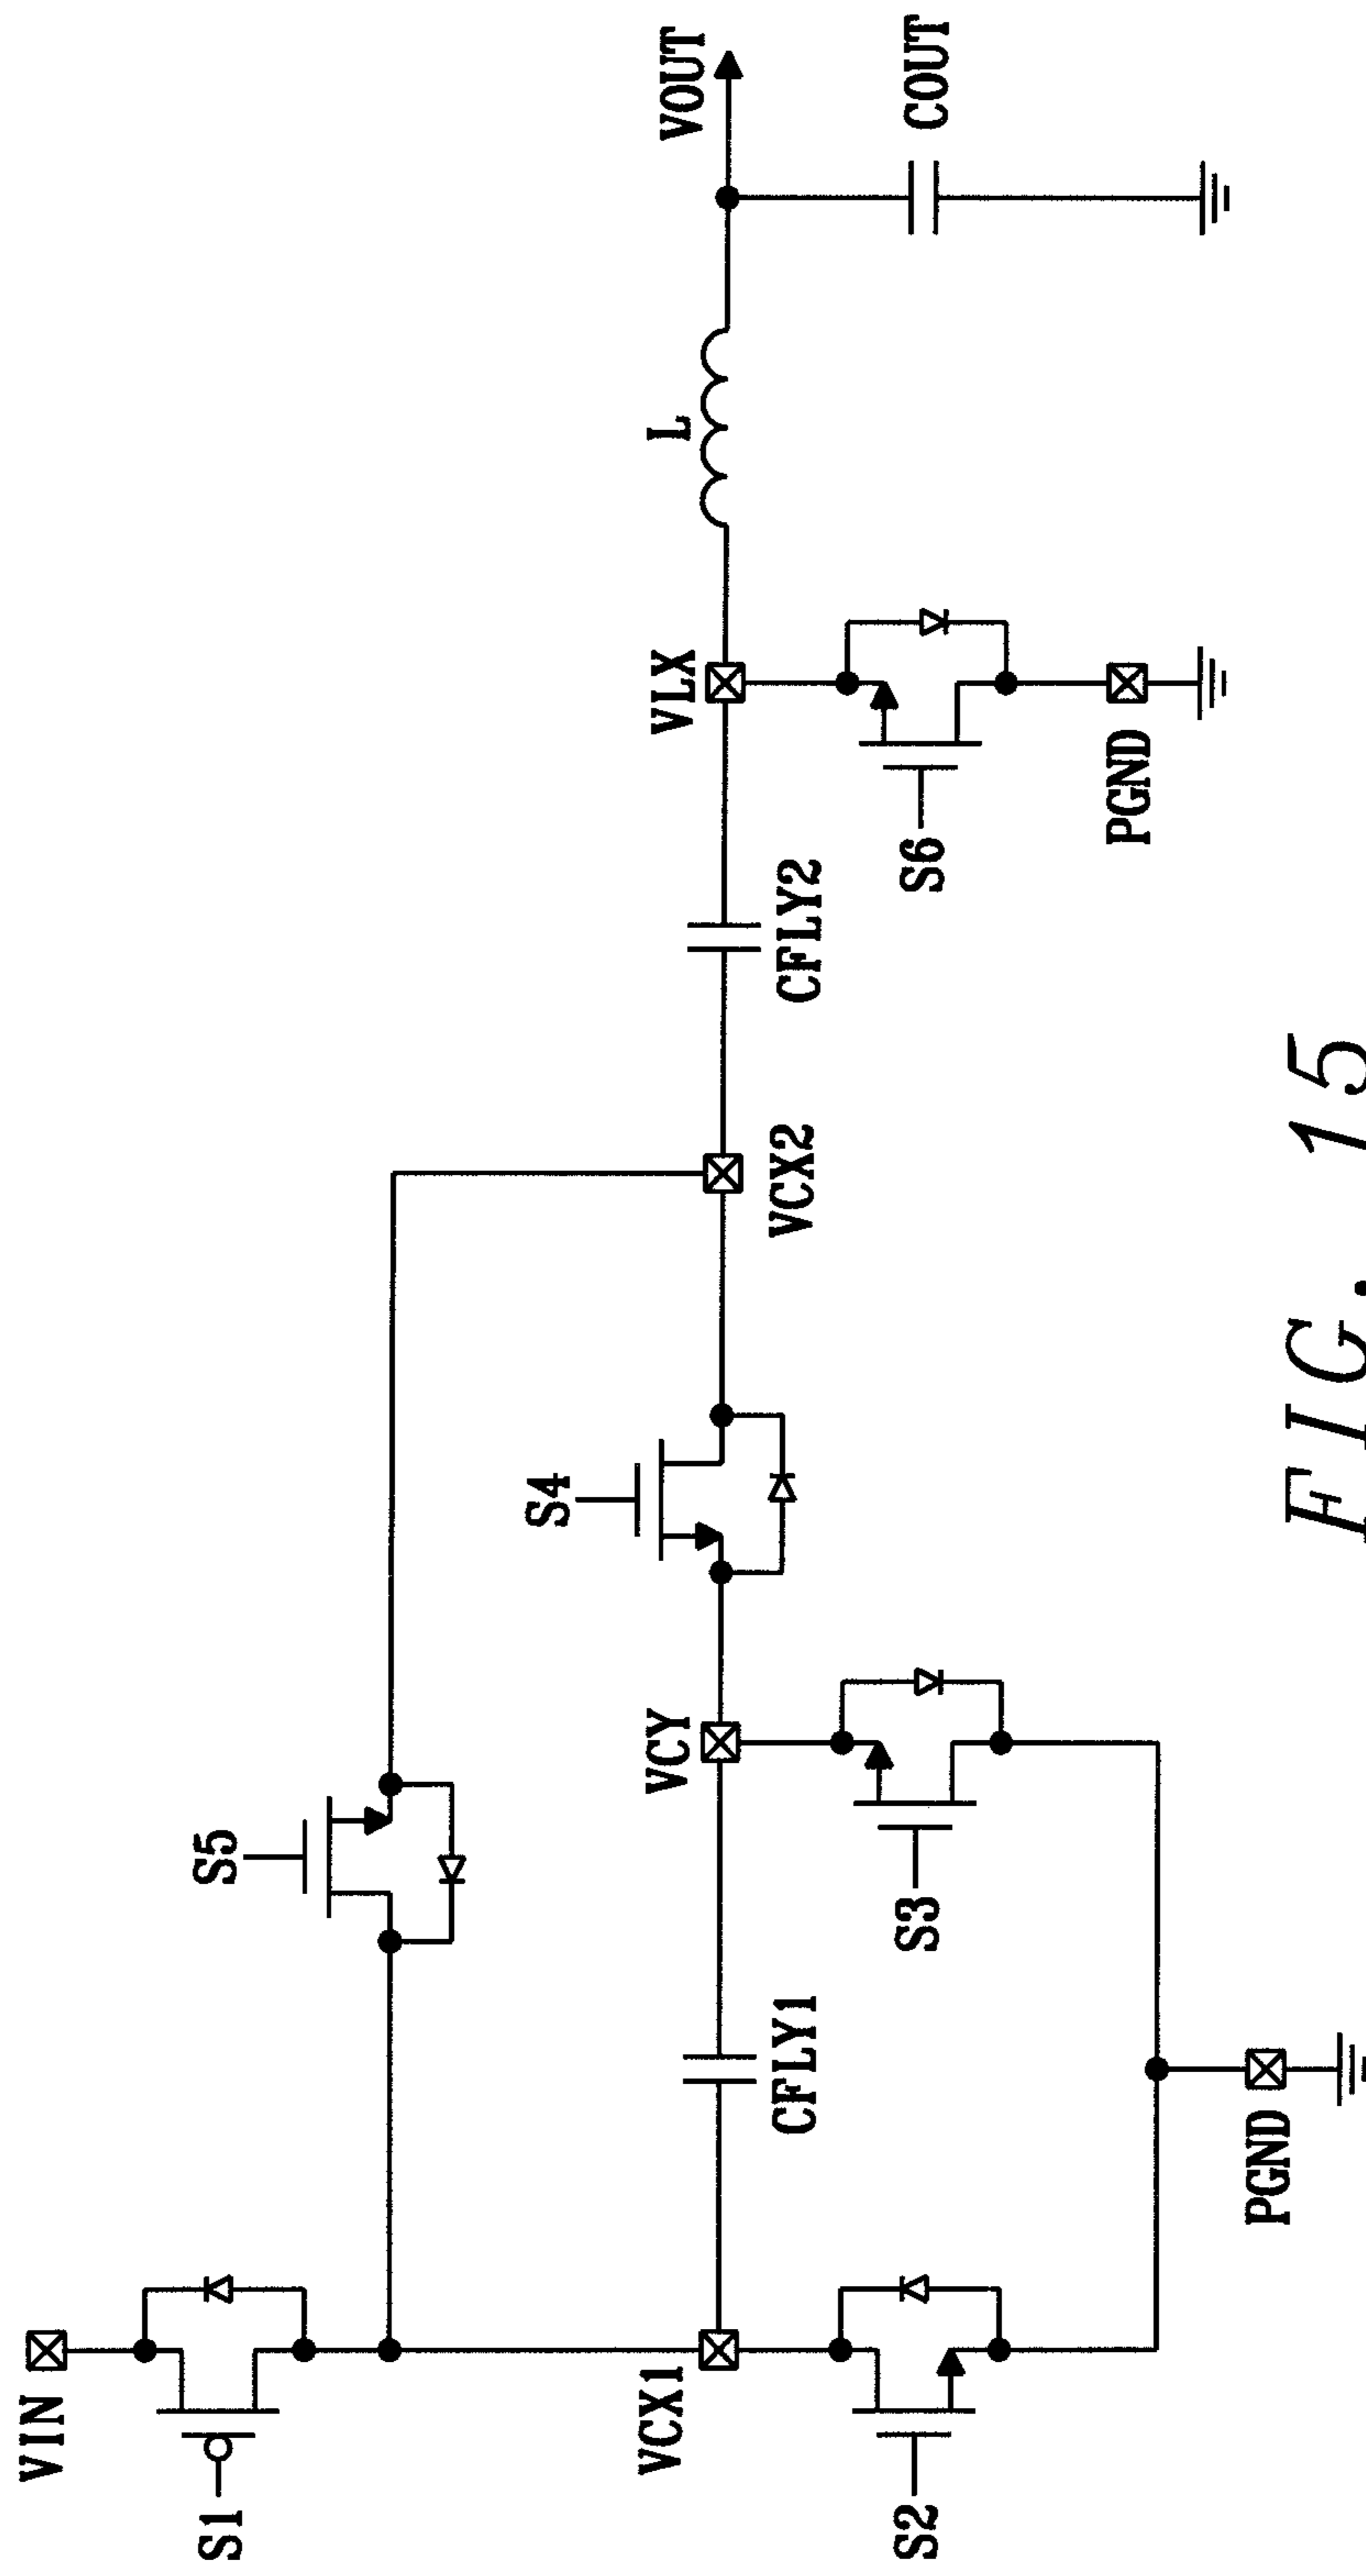 VIN
S1
S5
VCX1
CFLY1
VCY
S4
VCX2
CFLY2
VLX
L
VOUT
COUT
S2
S3
S6
PGND
PGND
FIG. 15